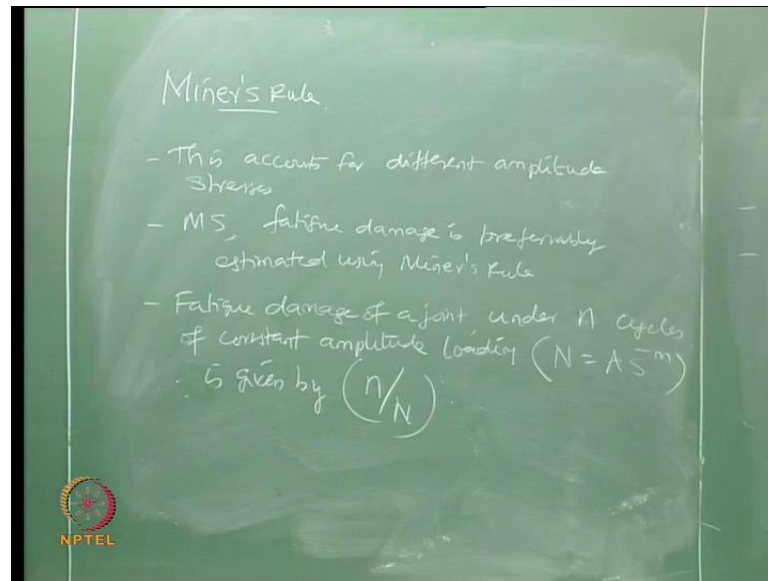 Miner's Rule
- This accounts for different amplitude
stresses
- MS, fatigue damage is preferrably
estimated using Miner's Rule
- Fatigue damage of a joint under n cycles
of constant amplitude loading (N = A S^-m)
is given by (n/N)
NPTEL